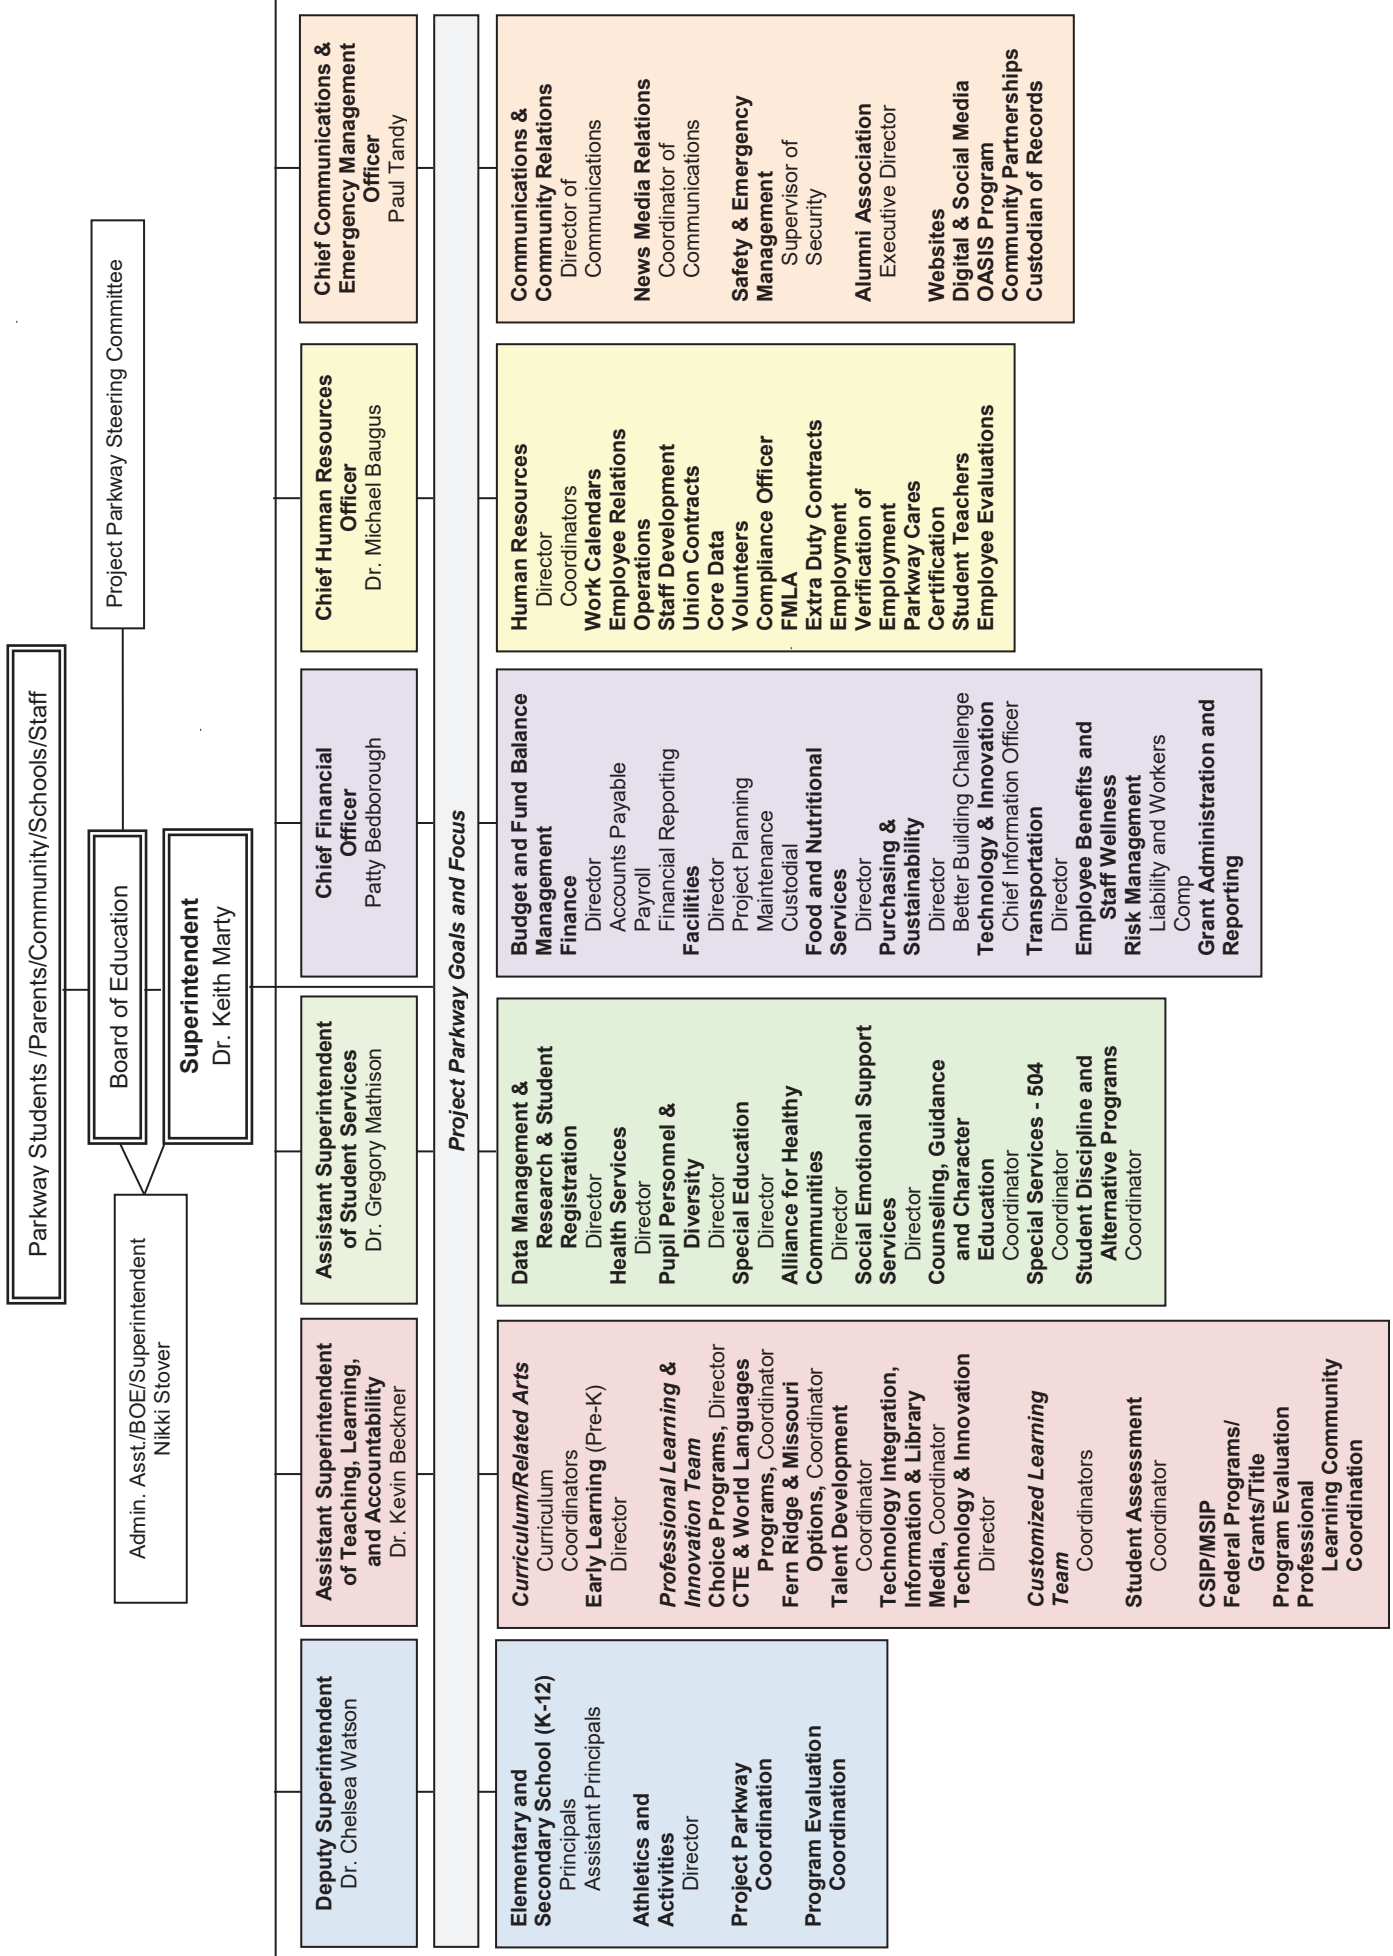 Parkway Students /Parents/Community/Schools/Staff
Board of Education
Project Parkway Steering Committee
Admin. Asst./BOE/Superintendent
Nikki Stover
Superintendent
Dr. Keith Marty
Deputy Superintendent
Dr. Chelsea Watson
Assistant Superintendent
of Teaching, Learning,
and Accountability
Dr. Kevin Beckner
Assistant Superintendent
of Student Services
Dr. Gregory Mathison
Chief Financial
Officer
Patty Bedborough
Chief Human Resources
Officer
Dr. Michael Baugus
Chief Communications &
Emergency Management
Officer
Paul Tandy
Project Parkway Goals and Focus
Elementary and
Secondary School (K-12)
Principals
Assistant Principals
Athletics and
Activities
Director
Project Parkway
Coordination
Program Evaluation
Coordination
Curriculum/Related Arts
Curriculum
Coordinators
Early Learning (Pre-K)
Director
Professional Learning &
Innovation Team
Choice Programs, Director
CTE & World Languages
Programs, Coordinator
Fern Ridge & Missouri
Options, Coordinator
Talent Development
Coordinator
Technology Integration,
Information & Library
Media, Coordinator
Technology & Innovation
Director
Customized Learning
Team
Coordinators
Student Assessment
Coordinator
CSIP/MSIP
Federal Programs/
Grants/Title
Program Evaluation
Professional
Learning Community
Coordination
Data Management &
Research & Student
Registration
Director
Health Services
Director
Pupil Personnel &
Diversity
Director
Special Education
Director
Alliance for Healthy
Communities
Director
Social Emotional Support
Services
Director
Counseling, Guidance
and Character
Education
Coordinator
Special Services - 504
Coordinator
Student Discipline and
Alternative Programs
Coordinator
Budget and Fund Balance
Management
Finance
Director
Accounts Payable
Payroll
Financial Reporting
Facilities
Director
Project Planning
Maintenance
Custodial
Food and Nutritional
Services
Director
Purchasing &
Sustainability
Director
Better Building Challenge
Technology & Innovation
Chief Information Officer
Transportation
Director
Employee Benefits and
Staff Wellness
Risk Management
Liability and Workers
Comp
Grant Administration and
Reporting
Human Resources
Director
Coordinators
Work Calendars
Employee Relations
Operations
Staff Development
Union Contracts
Core Data
Volunteers
Compliance Officer
FMLA
Extra Duty Contracts
Employment
Verification of
Employment
Parkway Cares
Certification
Student Teachers
Employee Evaluations
Communications &
Community Relations
Director of
Communications
News Media Relations
Coordinator of
Communications
Safety & Emergency
Management
Supervisor of
Security
Alumni Association
Executive Director
Websites
Digital & Social Media
OASIS Program
Community Partnerships
Custodian of Records